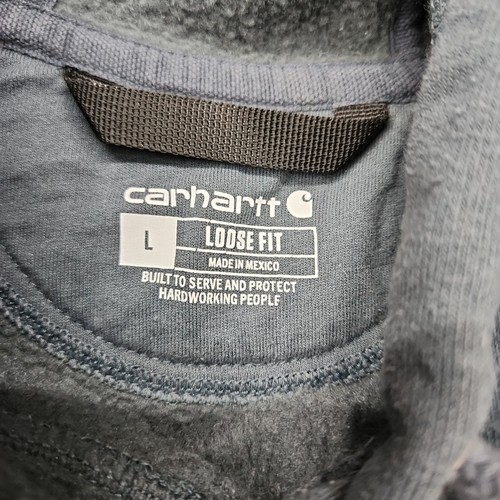 carhartt
L LOOSE FIT
MADE IN MEXICO
BUILT TO SERVE AND PROTECT
HARDWORKING PEOPLE